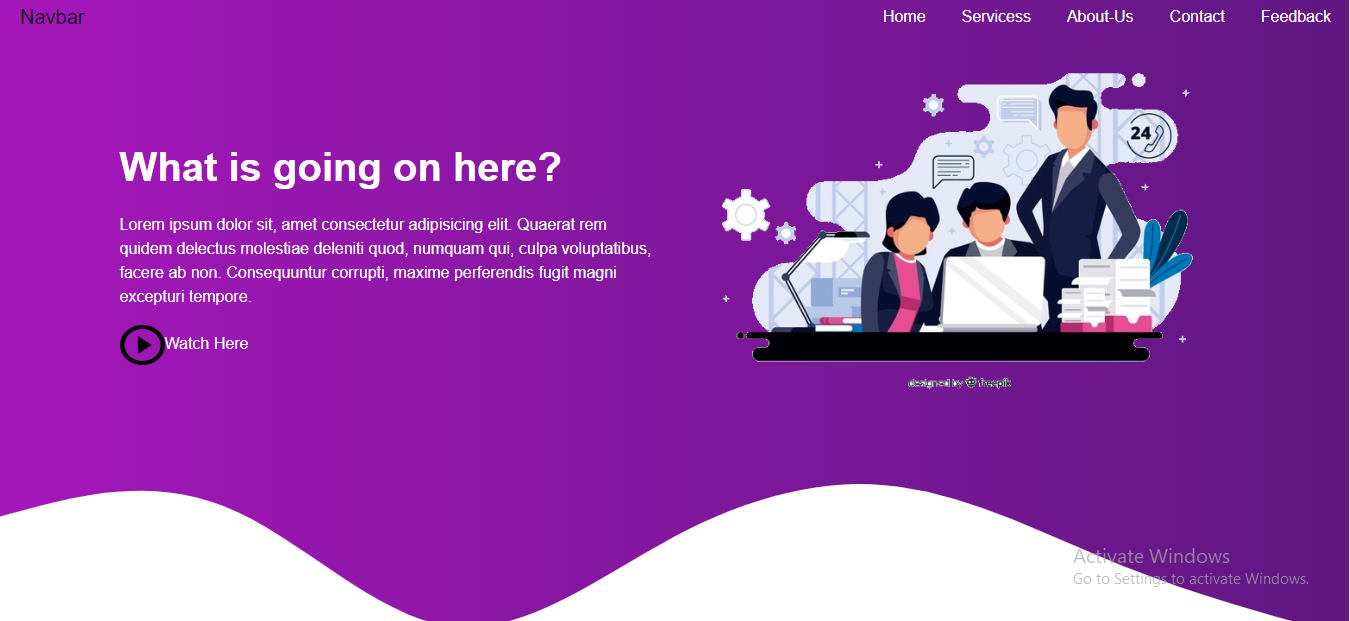 Navbar
Home Servicess About-Us Contact Feedback
24
What is going on here?
Lorem ipsum dolor sit, amet consectetur adipisicing elit. Quaerat rem
quidem delectus molestiae deleniti quod, numquam qui, culpa voluptatibus,
facere ab non. Consequuntur corrupti, maxime perferendis fugit magni
excepturi tempore.
Watch Here
designed by freepik
Activate Windows
Go to Settings to activate Windows.